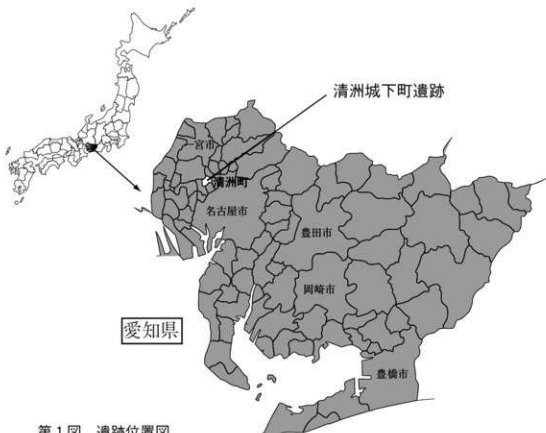 清洲城下町遺跡
一宮市
清洲町
名古屋市
豊田市
岡崎市
愛知県
豊橋市
第1図 遺跡位置図